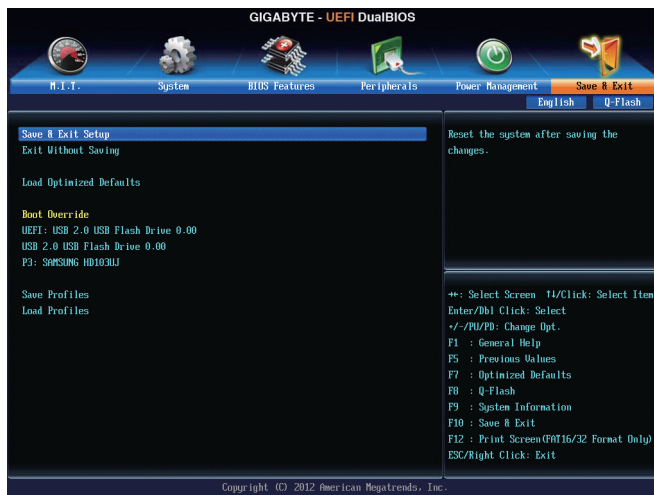 GIGABYTE - UEFI DualBIOS
M.I.T. System BIOS Features Peripherals Power Management Save & Exit
English Q-Flash
Save & Exit Setup
Exit Without Saving
Load Optimized Defaults
Boot Override
UEFI: USB 2.0 USB Flash Drive 0.00
USB 2.0 USB Flash Drive 0.00
P3: SAMSUNG HD103UJ
Save Profiles
Load Profiles
Reset the system after saving the
changes.
→←: Select Screen ↑↓/Click: Select Item
Enter/Dbl Click: Select
+/-/PU/PD: Change Opt.
F1 : General Help
F5 : Previous Values
F7 : Optimized Defaults
F8 : Q-Flash
F9 : System Information
F10 : Save & Exit
F12 : Print Screen(FAT16/32 Format Only)
ESC/Right Click: Exit
Copyright (C) 2012 American Megatrends, Inc.